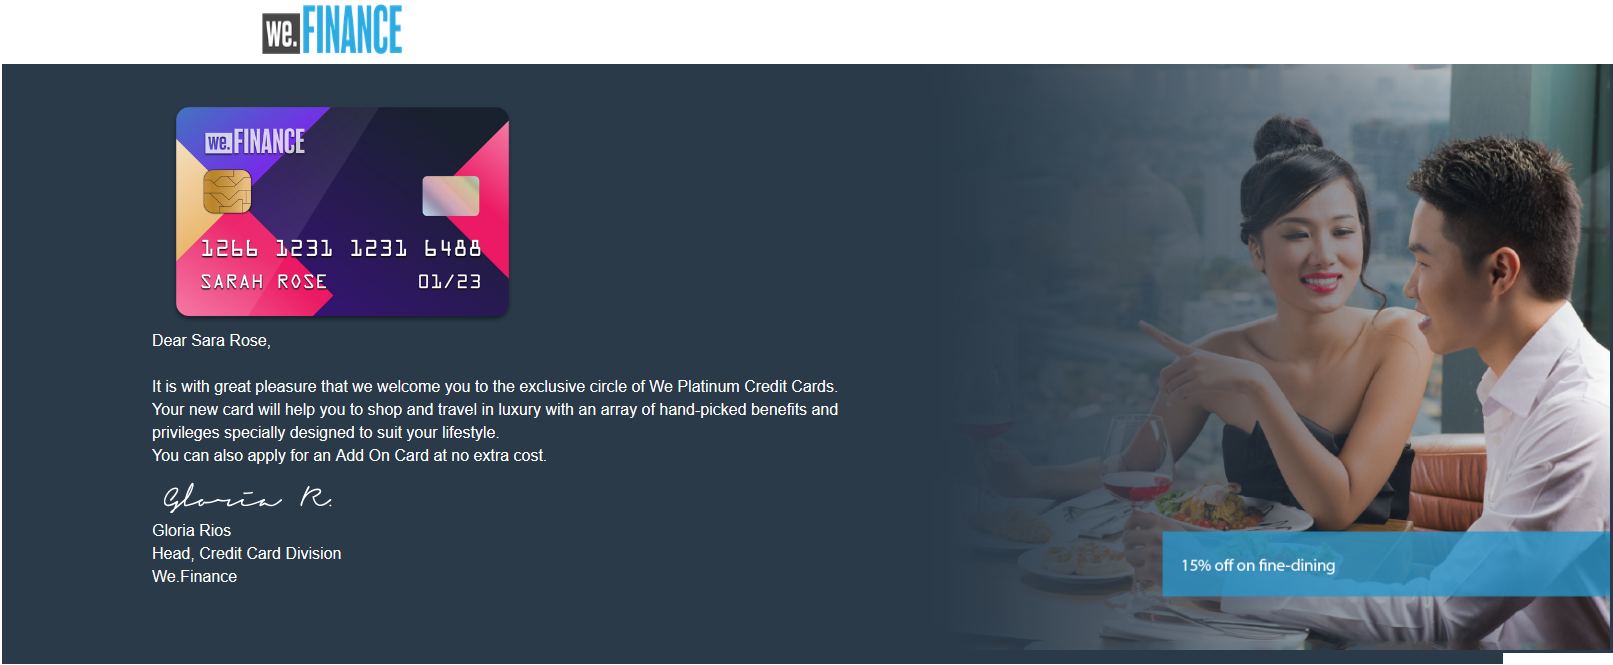 we.FINANCE
we.FINANCE
1266 1231 1231 6488
SARAH ROSE 01/23
Dear Sara Rose,
It is with great pleasure that we welcome you to the exclusive circle of We Platinum Credit Cards.
Your new card will help you to shop and travel in luxury with an array of hand-picked benefits and
privileges specially designed to suit your lifestyle.
You can also apply for an Add On Card at no extra cost.
Gloria R.
Gloria Rios
Head, Credit Card Division
We.Finance
15% off on fine-dining